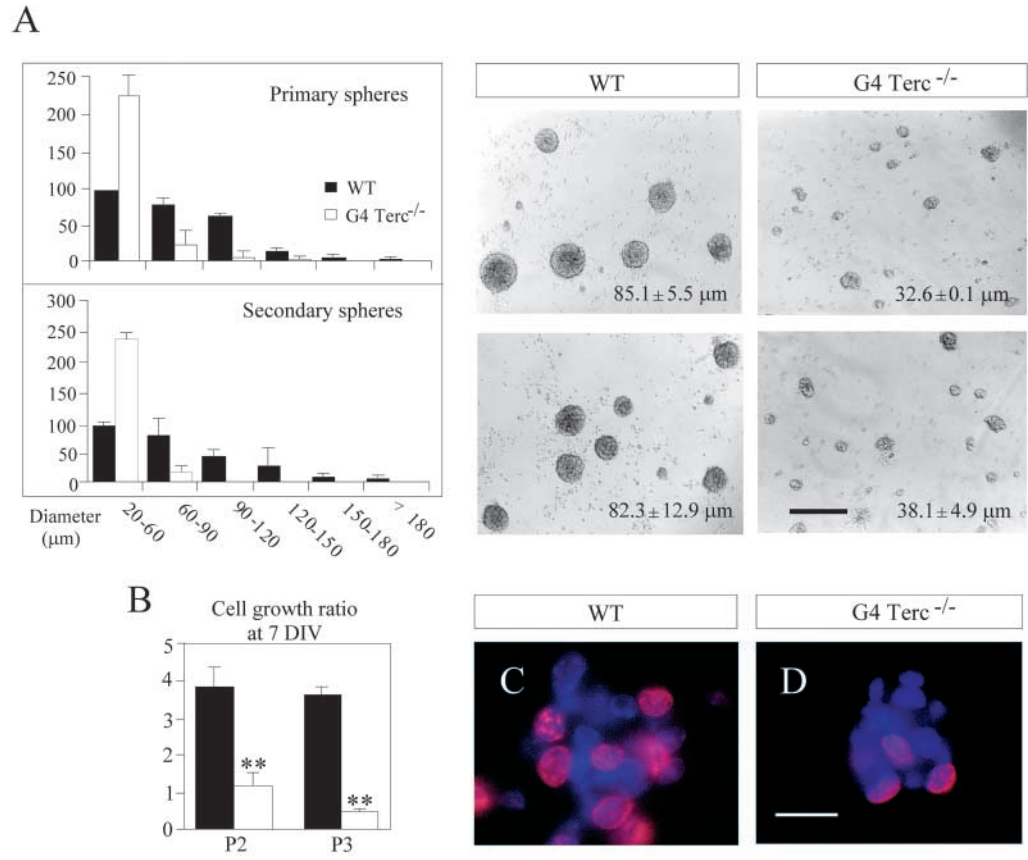 A
250
200
150
100
50
0
Primary spheres
WT
G4 Terc-/-
300
250
200
150
100
50
0
Secondary spheres
Diameter
(μm)
20-60
60-90
90-120
120-150
150-180
7 180
WT
G4 Terc -/-
85.1±5.5 μm
32.6±0.1 μm
82.3±12.9 μm
38.1±4.9 μm
B
Cell growth ratio
at 7 DIV
5
4
3
2
1
0
**
**
P2
P3
WT
G4 Terc -/-
C
D